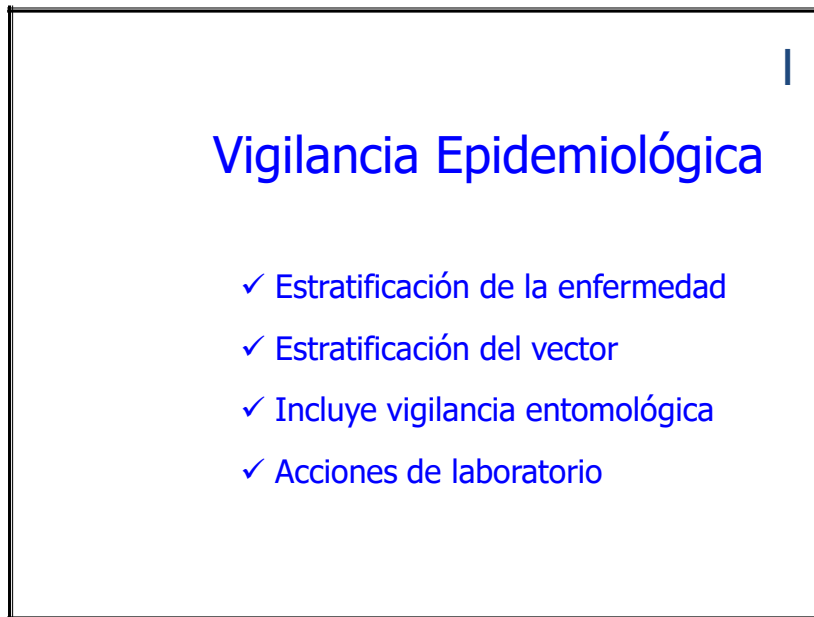 I
Vigilancia Epidemiológica
✓ Estratificación de la enfermedad
✓ Estratificación del vector
✓ Incluye vigilancia entomológica
✓ Acciones de laboratorio